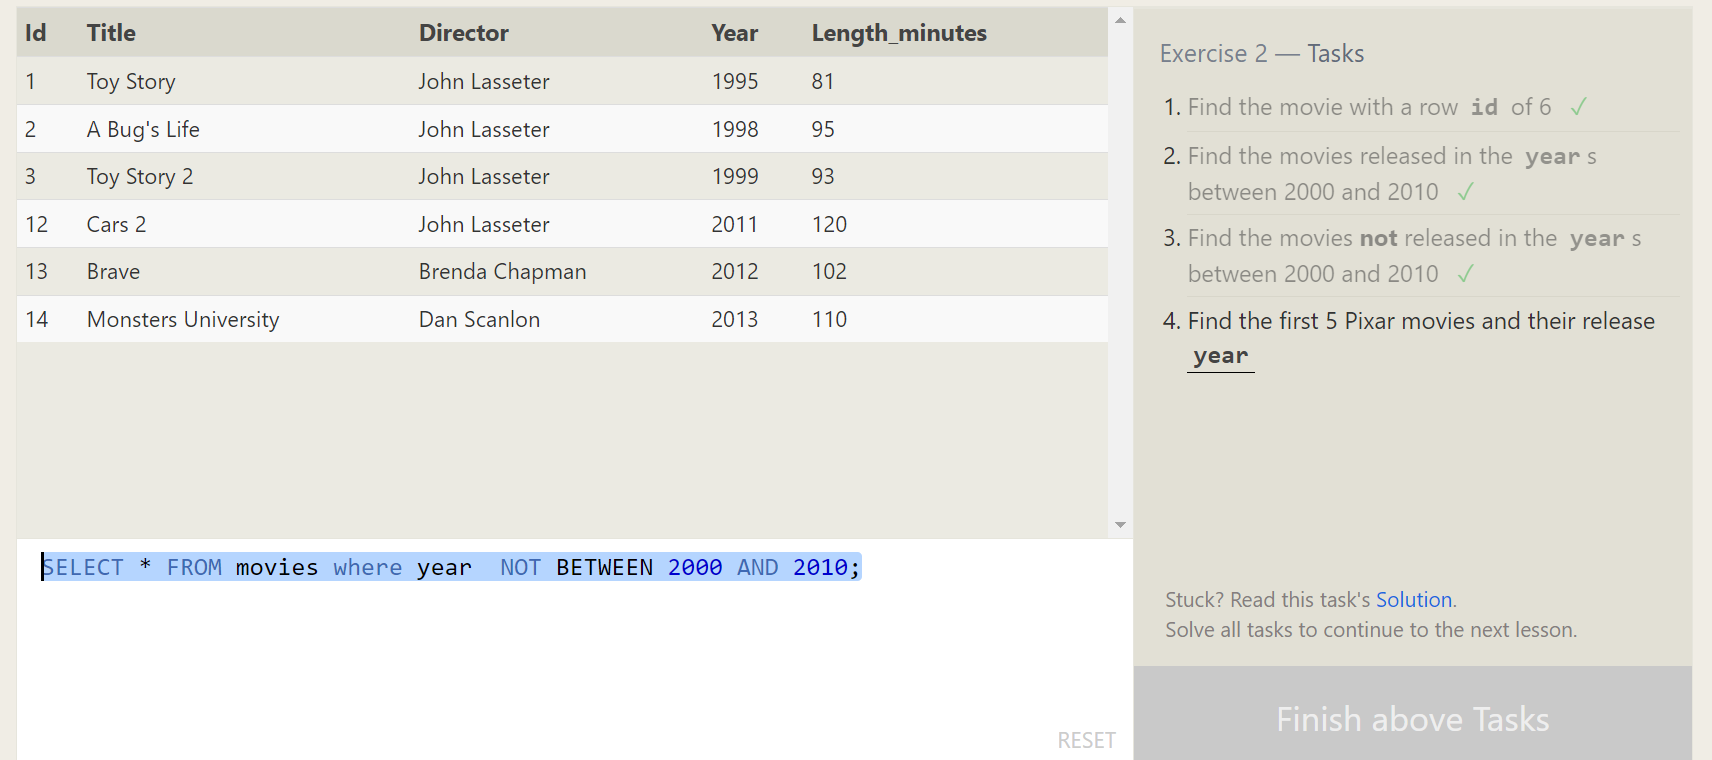 Id Title Director Year Length_minutes
1 Toy Story John Lasseter 1995 81
2 A Bug's Life John Lasseter 1998 95
3 Toy Story 2 John Lasseter 1999 93
12 Cars 2 John Lasseter 2011 120
13 Brave Brenda Chapman 2012 102
14 Monsters University Dan Scanlon 2013 110
SELECT * FROM movies where year  NOT BETWEEN 2000 AND 2010;
RESET
Exercise 2 — Tasks
1. Find the movie with a row id of 6 ✓
2. Find the movies released in the year s
between 2000 and 2010 ✓
3. Find the movies not released in the year s
between 2000 and 2010 ✓
4. Find the first 5 Pixar movies and their release
year
Stuck? Read this task's Solution.
Solve all tasks to continue to the next lesson.
Finish above Tasks